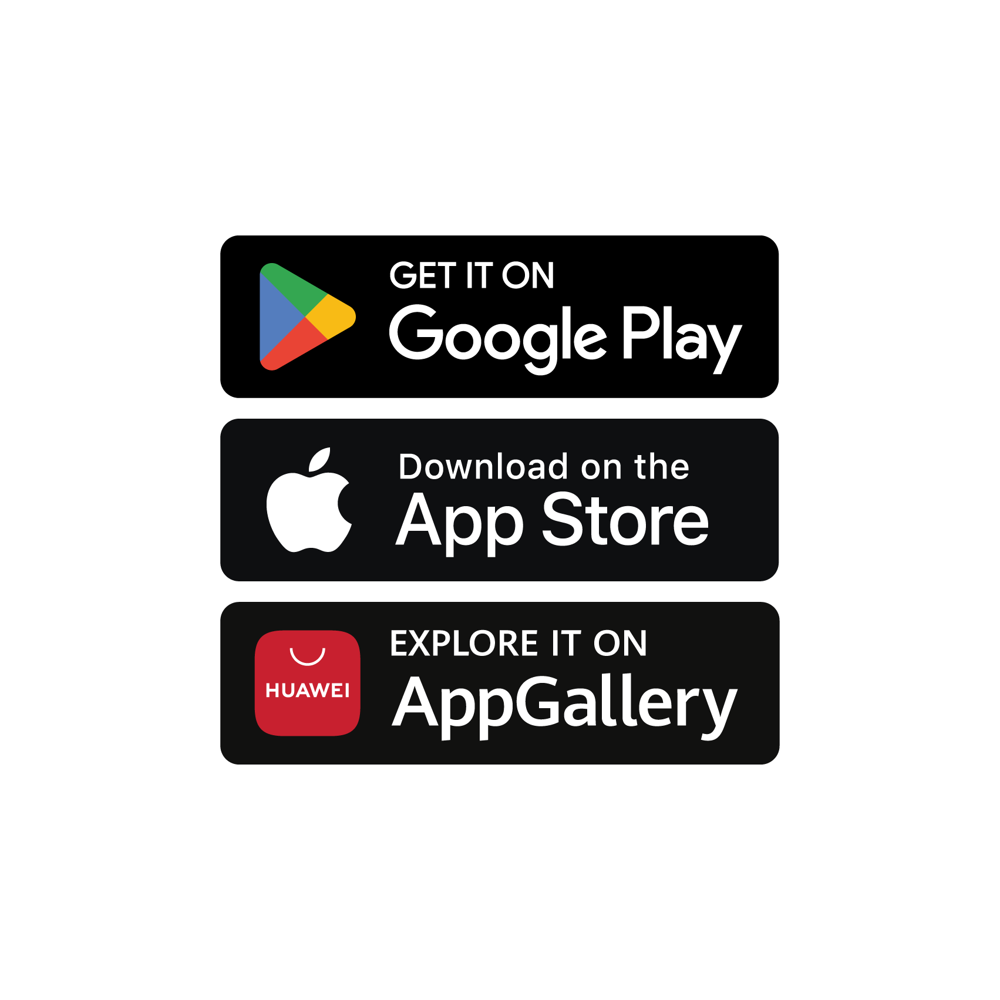 GET IT ON
Google Play
Download on the
App Store
HUAWEI
EXPLORE IT ON
AppGallery